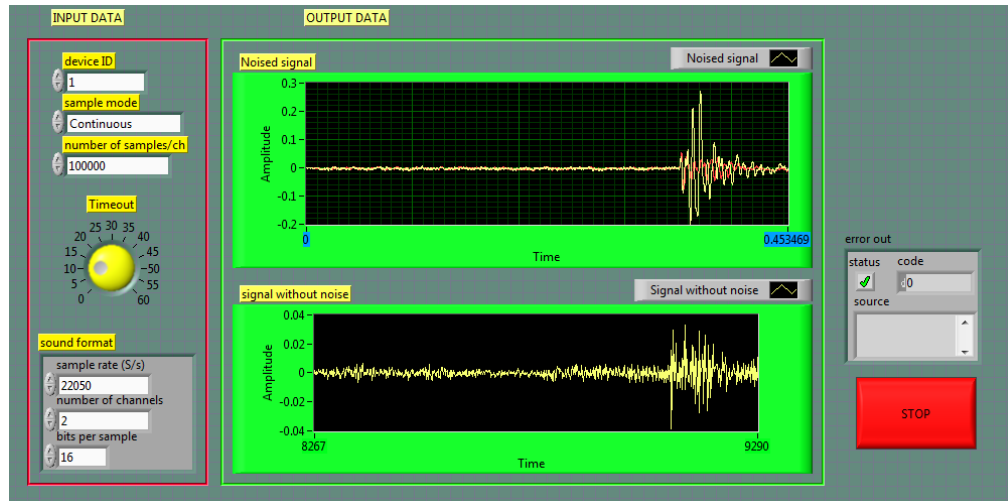 INPUT DATA
OUTPUT DATA
device ID
1
sample mode
Continuous
number of samples/ch
100000
Timeout
0
5
10
15
20
25
30
35
40
45
50
55
60
sound format
sample rate (S/s)
22050
number of channels
2
bits per sample
16
Noised signal
Noised signal
Amplitude
0.3
0.2
0.1
0
-0.1
-0.2
0
0.453469
Time
signal without noise
Signal without noise
Amplitude
0.04
0.02
0
-0.02
-0.04
8267
9290
Time
error out
status
code
d0
source
STOP